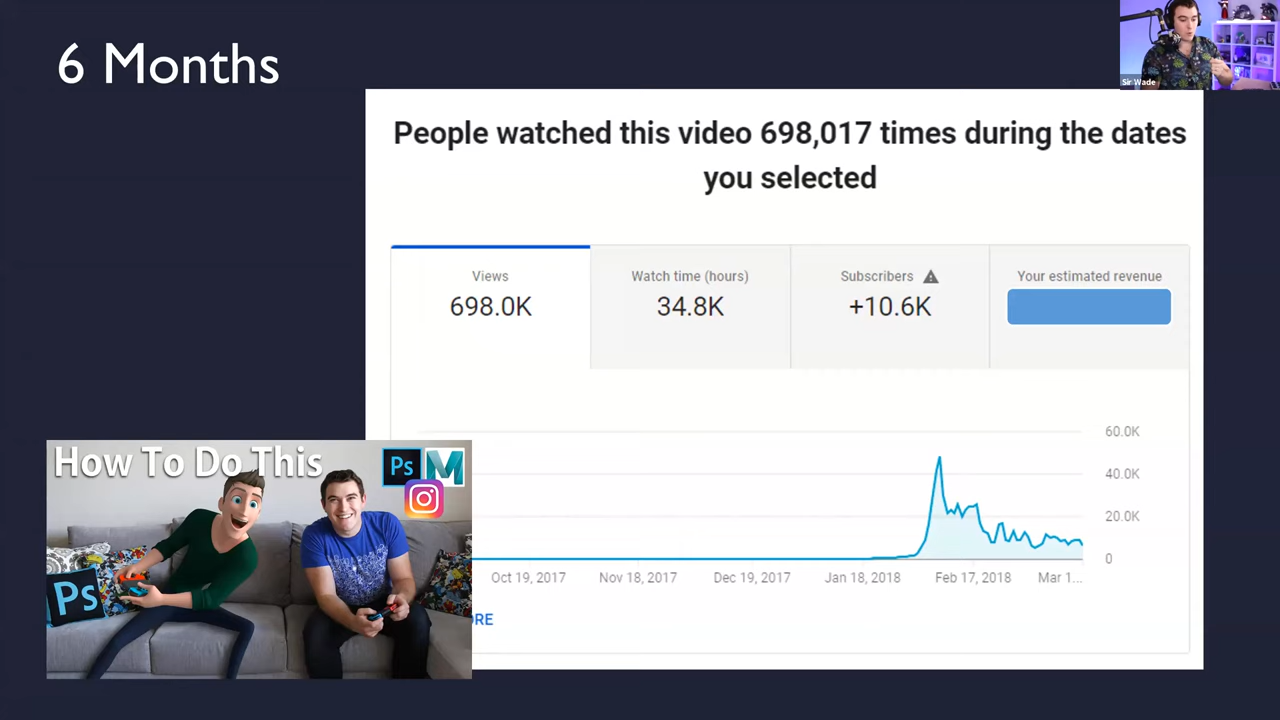 6 Months
Sir Wade
People watched this video 698,017 times during the dates
you selected
Views
698.0K
Watch time (hours)
34.8K
Subscribers
+10.6K
Your estimated revenue
60.0K
40.0K
20.0K
0
Oct 19, 2017
Nov 18, 2017
Dec 19, 2017
Jan 18, 2018
Feb 17, 2018
Mar 1...
ORE
How To Do This
Ps
M
Ps